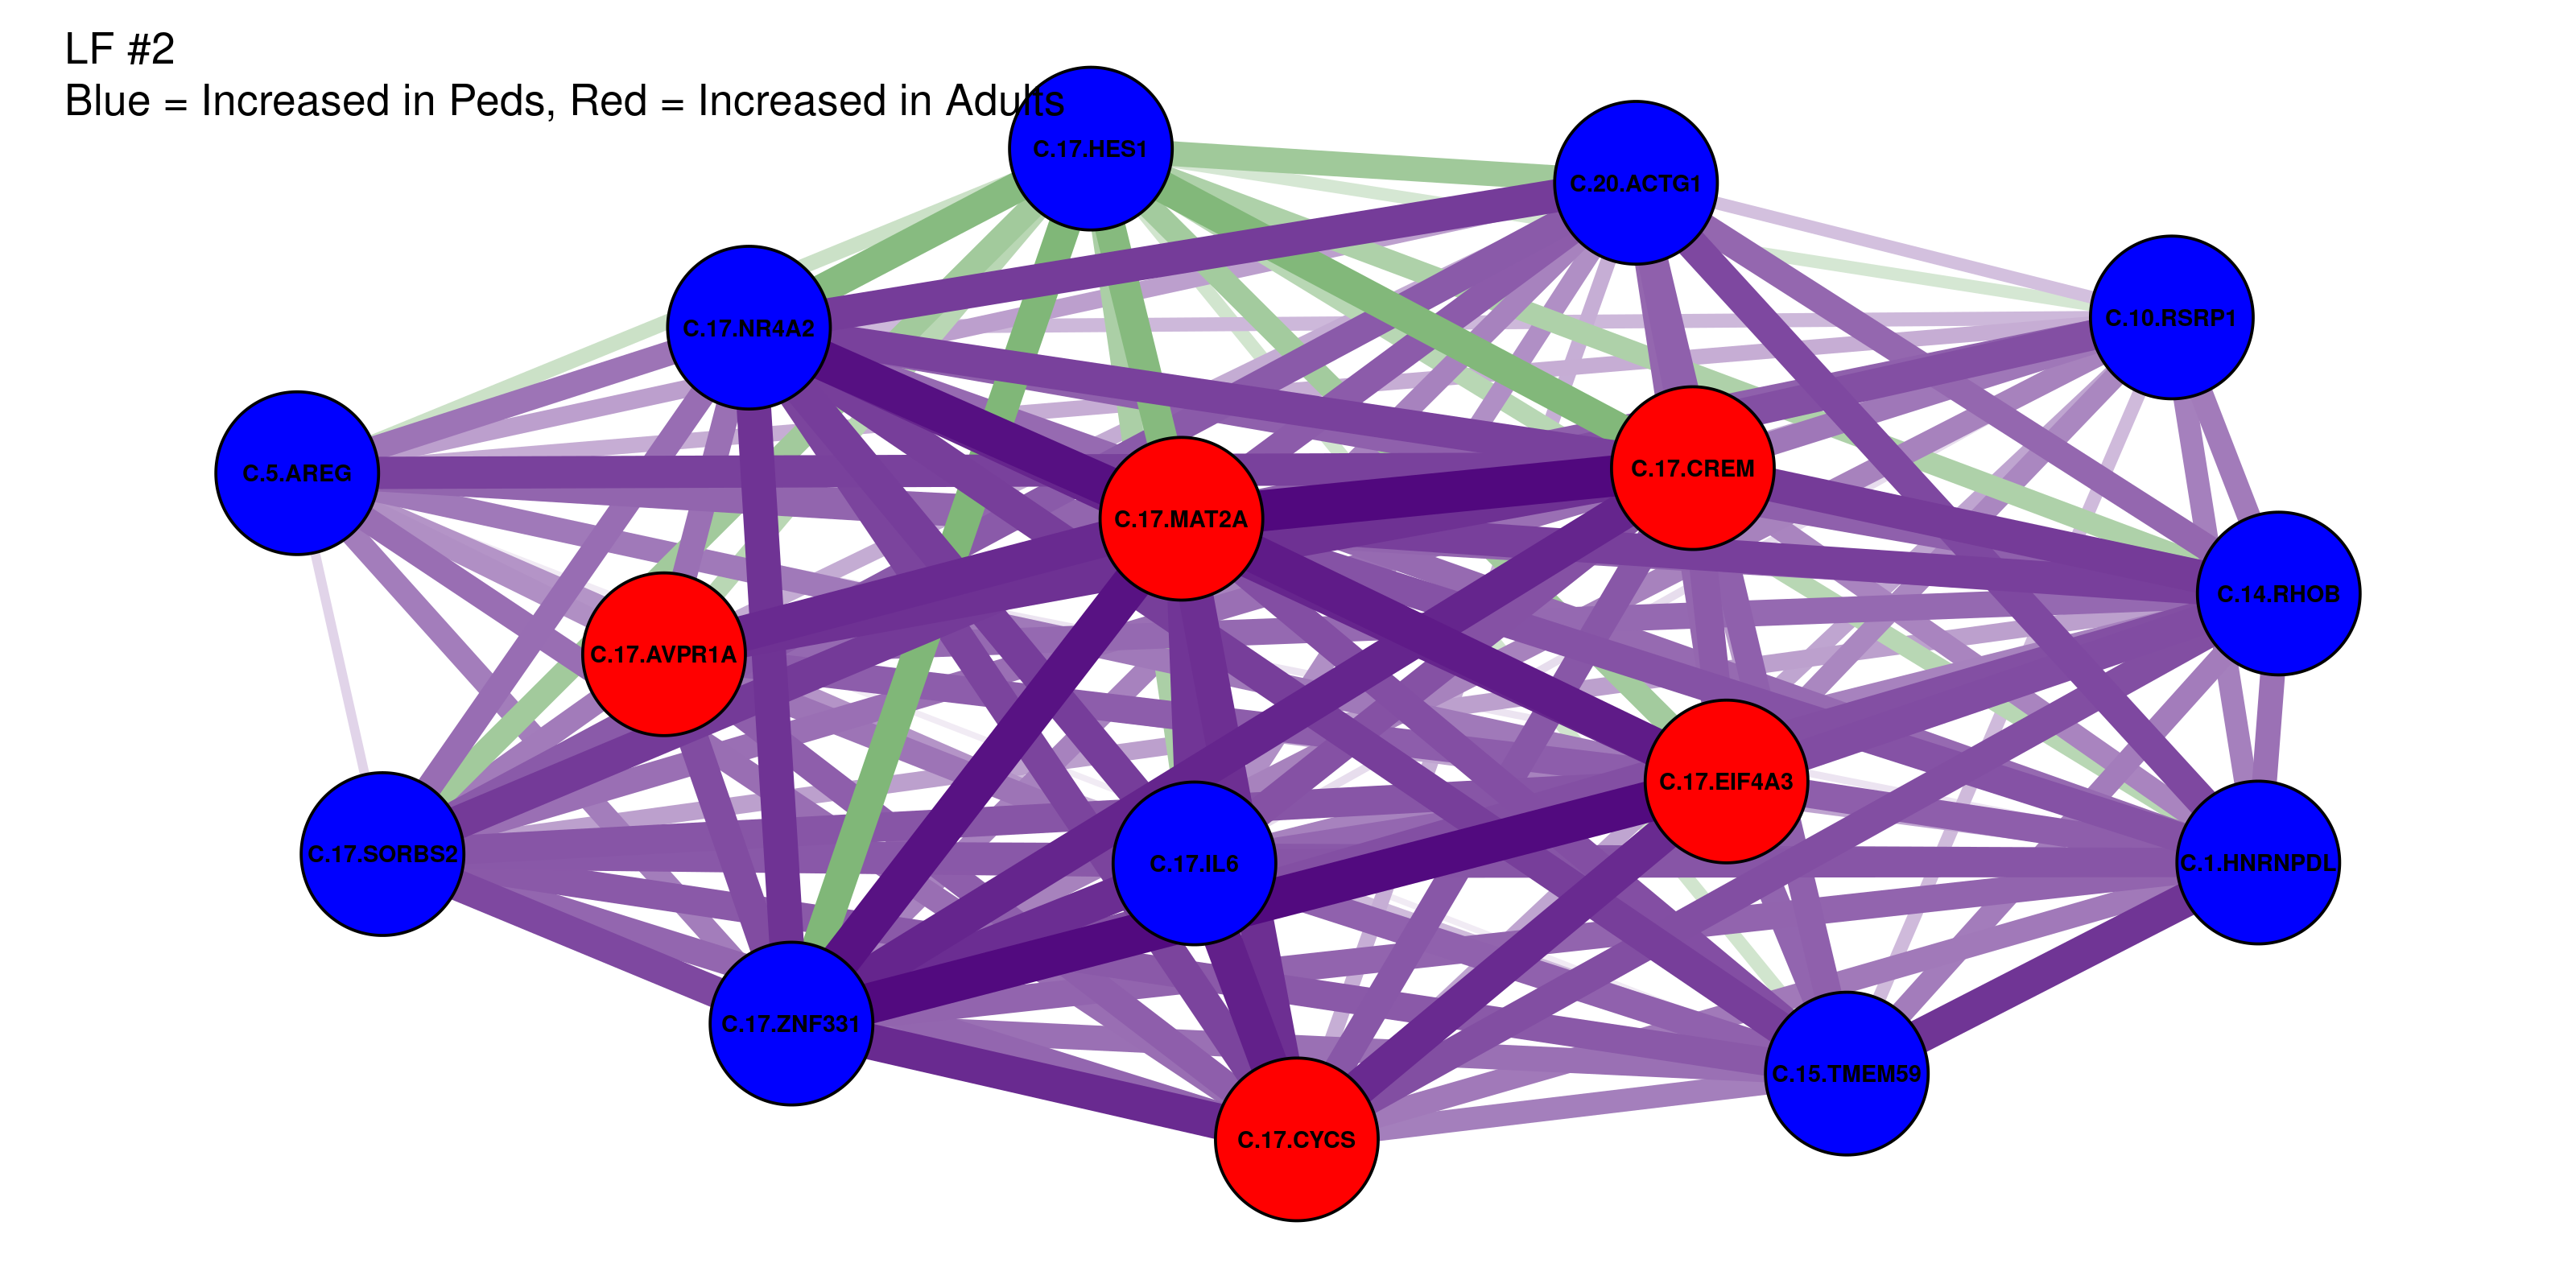 LF #2
Blue = Increased in Peds, Red = Increased in Adults
C.17.HES1
C.20.ACTG1
C.10.RSRP1
C.17.NR4A2
C.5.AREG
C.17.CREM
C.17.MAT2A
C.14.RHOB
C.17.AVPR1A
C.17.EIF4A3
C.17.SORBS2
C.17.IL6
C.1.HNRNPDL
C.17.ZNF331
C.15.TMEM59
C.17.CYCS